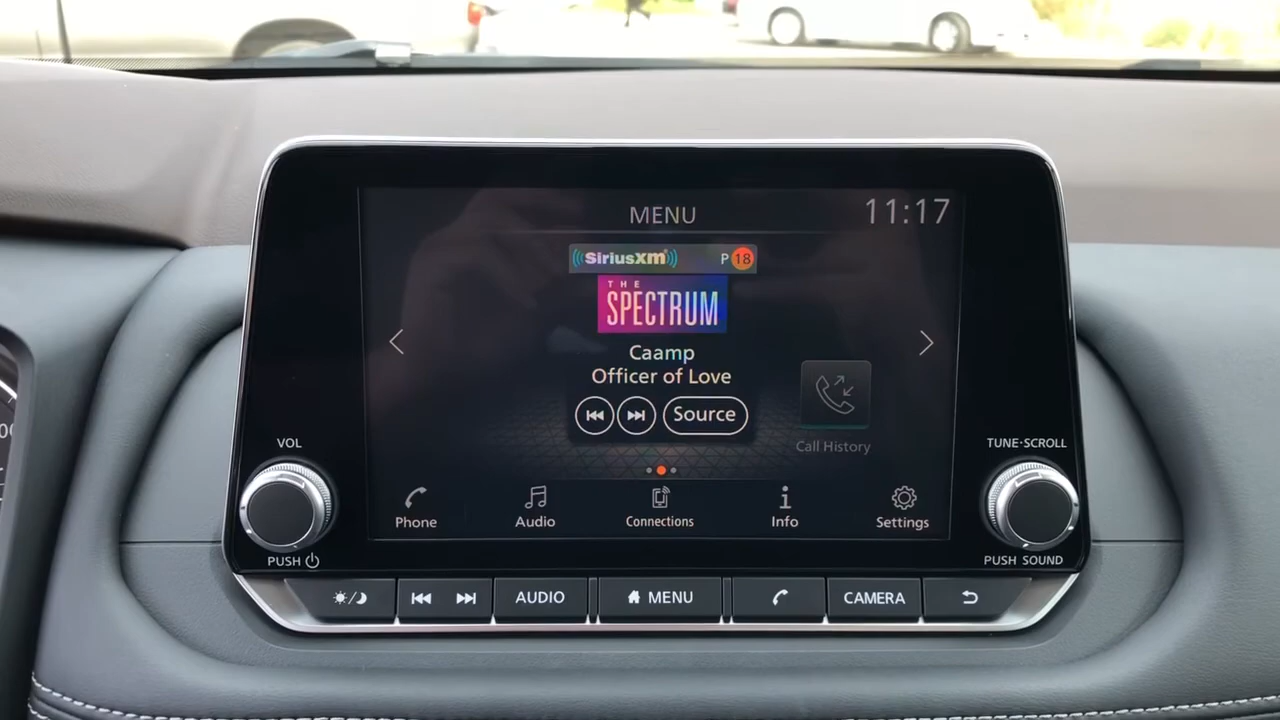 MENU
11:17
SiriusXm
P 18
THE
SPECTRUM
Caamp
Officer of Love
Source
Call History
Phone
Audio
Connections
Info
Settings
VOL
PUSH
TUNE·SCROLL
PUSH SOUND
AUDIO
MENU
CAMERA